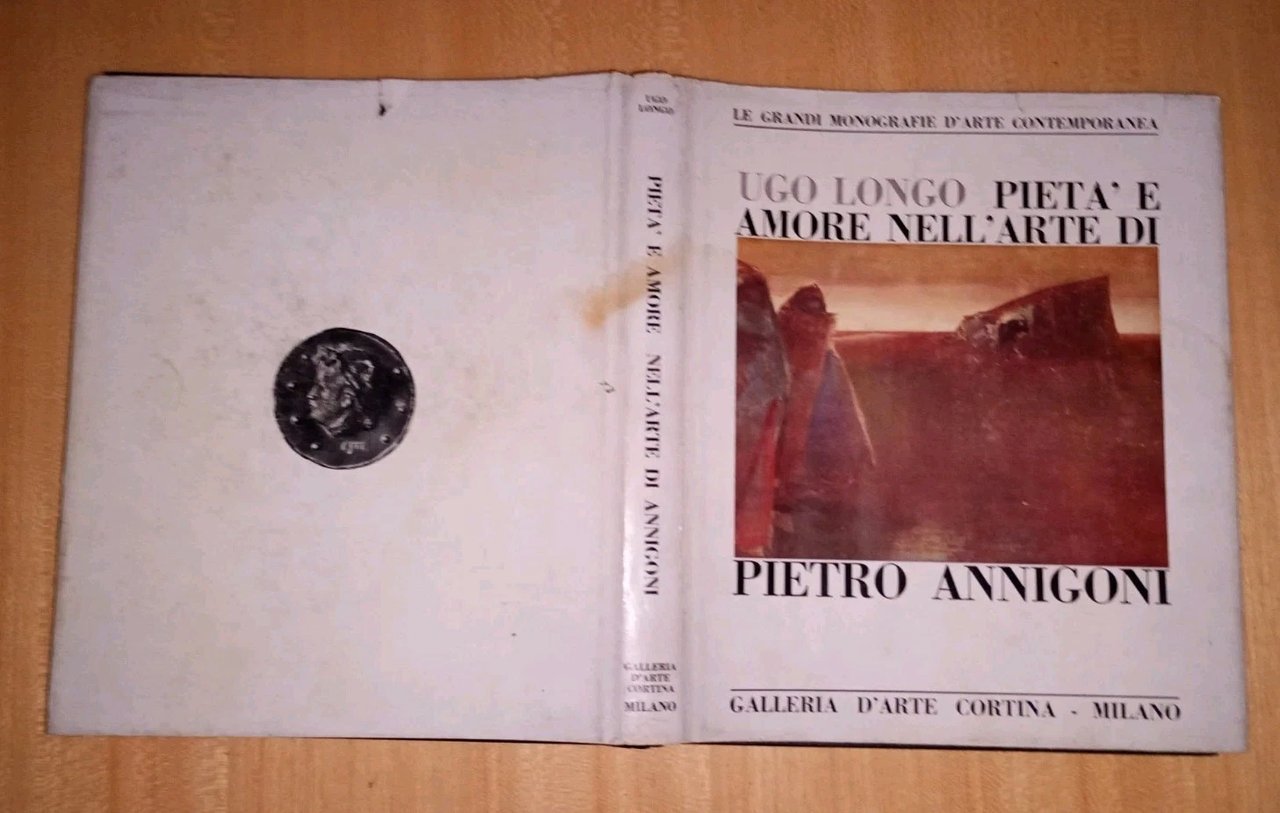 LE GRANDI MONOGRAFIE D'ARTE CONTEMPORANEA
UGO LONGO PIETA' E
AMORE NELL'ARTE DI
PIETRO ANNIGONI
GALLERIA D'ARTE CORTINA - MILANO
UGO
LONGO
PIETA' E AMORE NELL'ARTE DI ANNIGONI
GALLERIA
D'ARTE
CORTINA
MILANO